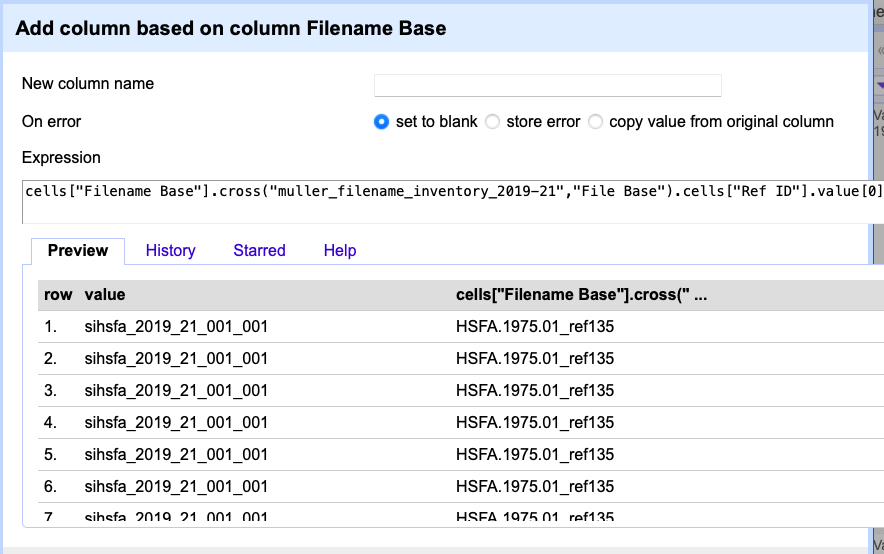 Add column based on column Filename Base
New column name
On error set to blank store error copy value from original column
Expression
cells["Filename Base"].cross("muller_filename_inventory_2019-21","File Base").cells["Ref ID"].value[0]
Preview History Starred Help
row value cells["Filename Base"].cross(" ...
1. sihsfa_2019_21_001_001 HSFA.1975.01_ref135
2. sihsfa_2019_21_001_001 HSFA.1975.01_ref135
3. sihsfa_2019_21_001_001 HSFA.1975.01_ref135
4. sihsfa_2019_21_001_001 HSFA.1975.01_ref135
5. sihsfa_2019_21_001_001 HSFA.1975.01_ref135
6. sihsfa_2019_21_001_001 HSFA.1975.01_ref135
7. sihsfa_2019_21_001_001 HSFA.1975.01_ref135